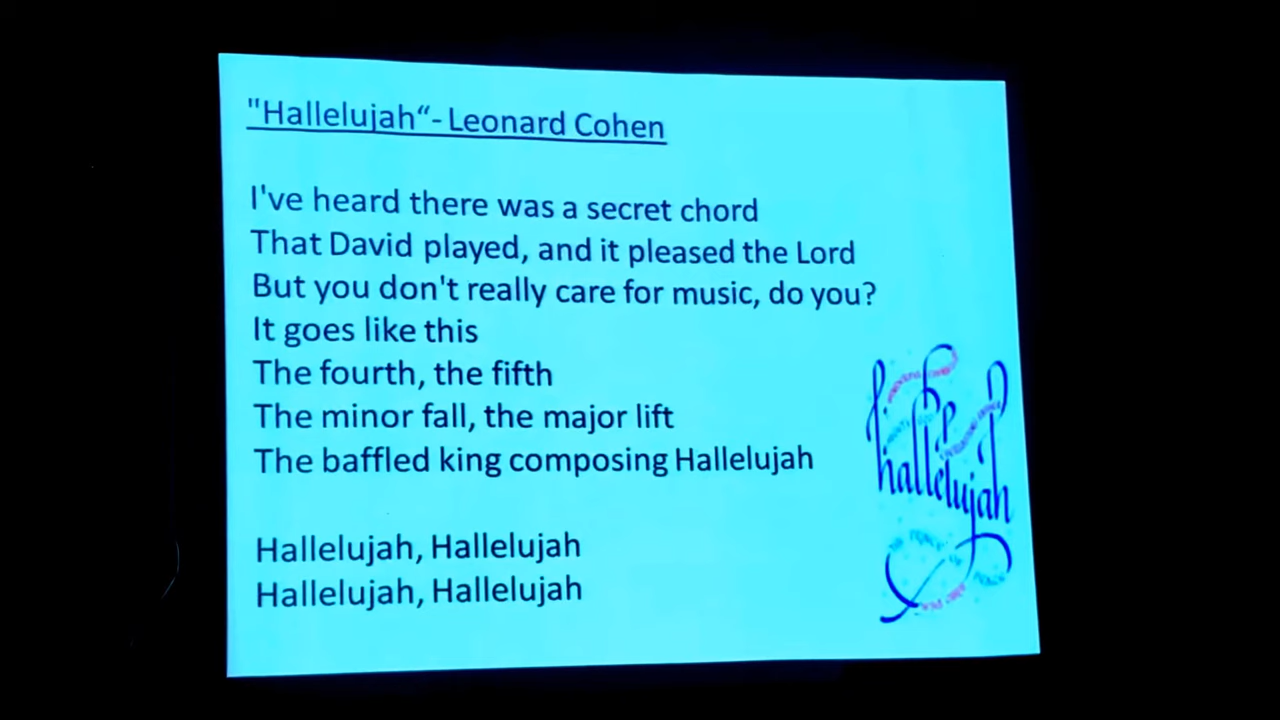 "Hallelujah“- Leonard Cohen
I've heard there was a secret chord
That David played, and it pleased the Lord
But you don't really care for music, do you?
It goes like this
The fourth, the fifth
The minor fall, the major lift
The baffled king composing Hallelujah
Hallelujah, Hallelujah
Hallelujah, Hallelujah
hallelujah